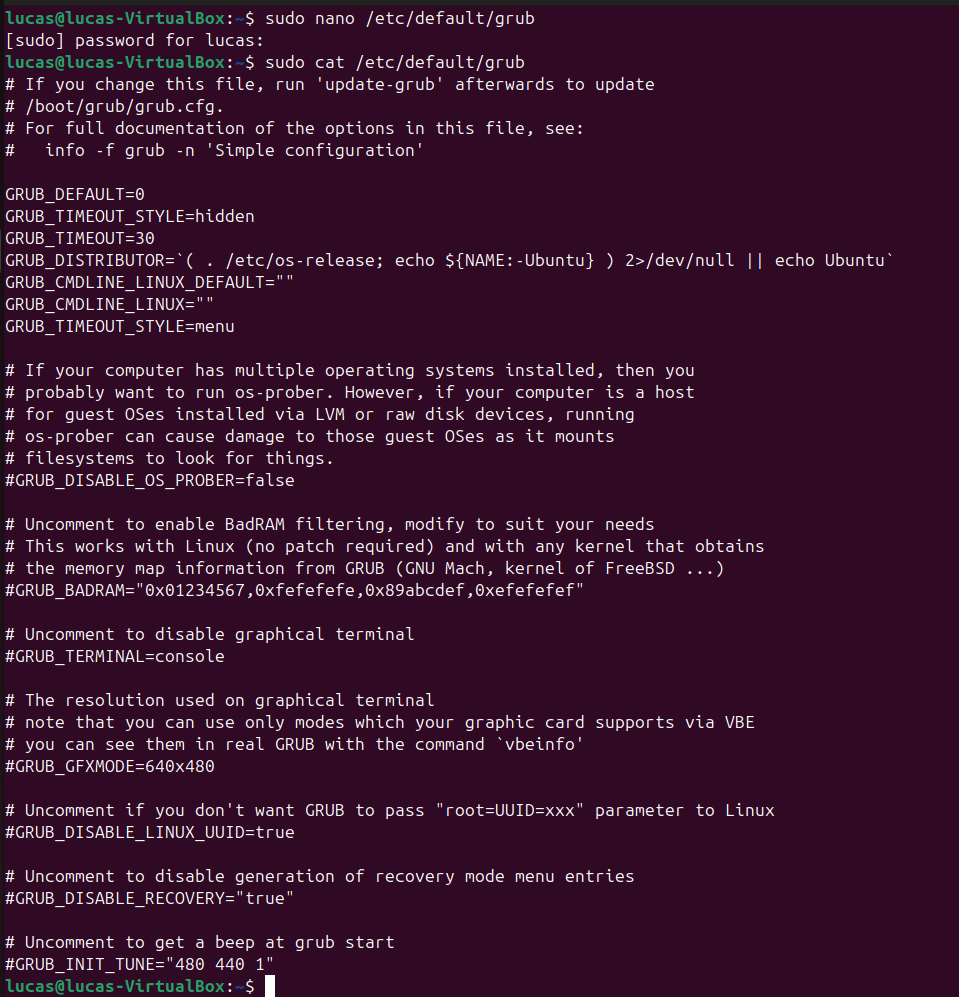 lucas@lucas-VirtualBox:~$ sudo nano /etc/default/grub
[sudo] password for lucas:
lucas@lucas-VirtualBox:~$ sudo cat /etc/default/grub
# If you change this file, run 'update-grub' afterwards to update
# /boot/grub/grub.cfg.
# For full documentation of the options in this file, see:
#   info -f grub -n 'Simple configuration'

GRUB_DEFAULT=0
GRUB_TIMEOUT_STYLE=hidden
GRUB_TIMEOUT=30
GRUB_DISTRIBUTOR=`( . /etc/os-release; echo ${NAME:-Ubuntu} ) 2>/dev/null || echo Ubuntu`
GRUB_CMDLINE_LINUX_DEFAULT=""
GRUB_CMDLINE_LINUX=""
GRUB_TIMEOUT_STYLE=menu

# If your computer has multiple operating systems installed, then you
# probably want to run os-prober. However, if your computer is a host
# for guest OSes installed via LVM or raw disk devices, running
# os-prober can cause damage to those guest OSes as it mounts
# filesystems to look for things.
#GRUB_DISABLE_OS_PROBER=false

# Uncomment to enable BadRAM filtering, modify to suit your needs
# This works with Linux (no patch required) and with any kernel that obtains
# the memory map information from GRUB (GNU Mach, kernel of FreeBSD ...)
#GRUB_BADRAM="0x01234567,0xfefefefe,0x89abcdef,0xefefefef"

# Uncomment to disable graphical terminal
#GRUB_TERMINAL=console

# The resolution used on graphical terminal
# note that you can use only modes which your graphic card supports via VBE
# you can see them in real GRUB with the command `vbeinfo'
#GRUB_GFXMODE=640x480

# Uncomment if you don't want GRUB to pass "root=UUID=xxx" parameter to Linux
#GRUB_DISABLE_LINUX_UUID=true

# Uncomment to disable generation of recovery mode menu entries
#GRUB_DISABLE_RECOVERY="true"

# Uncomment to get a beep at grub start
#GRUB_INIT_TUNE="480 440 1"
lucas@lucas-VirtualBox:~$